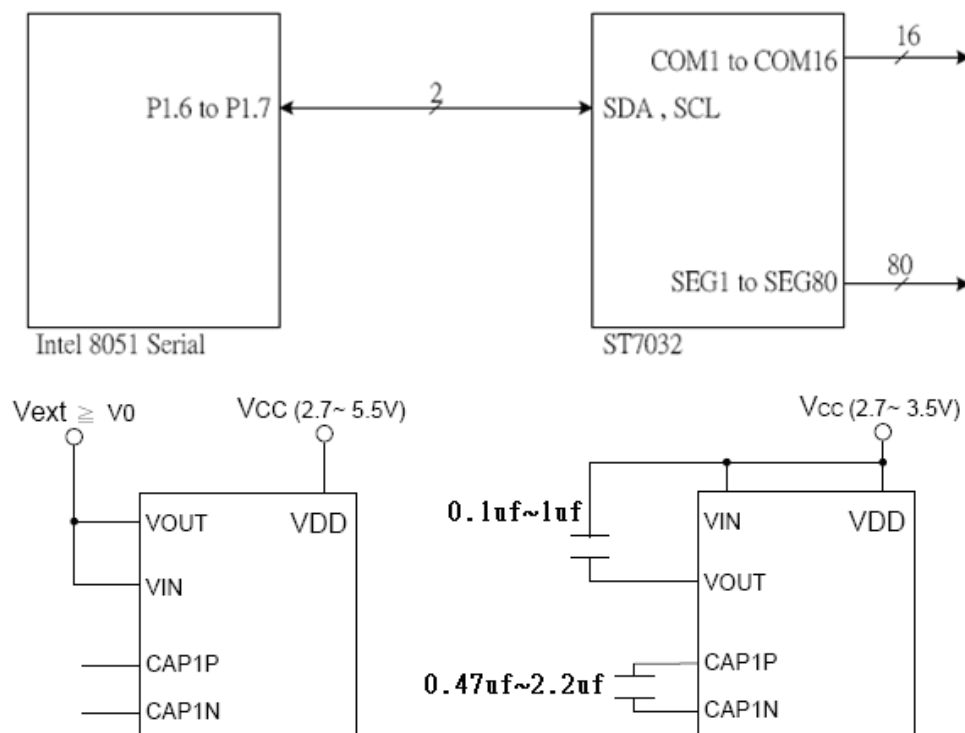 16
COM1 to COM16
2
P1.6 to P1.7
SDA , SCL
80
SEG1 to SEG80
Intel 8051 Serial
ST7032
Vext ≧ V0
VCC (2.7~ 5.5V)
VOUT
VDD
VIN
CAP1P
CAP1N
Vcc (2.7~ 3.5V)
0.1uf~1uf
VIN
VDD
VOUT
0.47uf~2.2uf
CAP1P
CAP1N